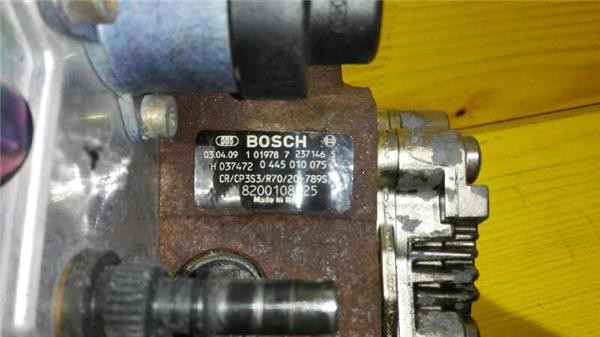 BOSCH
03.04.09 1 01978 7 237146 5
H 037472 0 445 010 075
CR/CP3S3/R70/20-789S
Made in